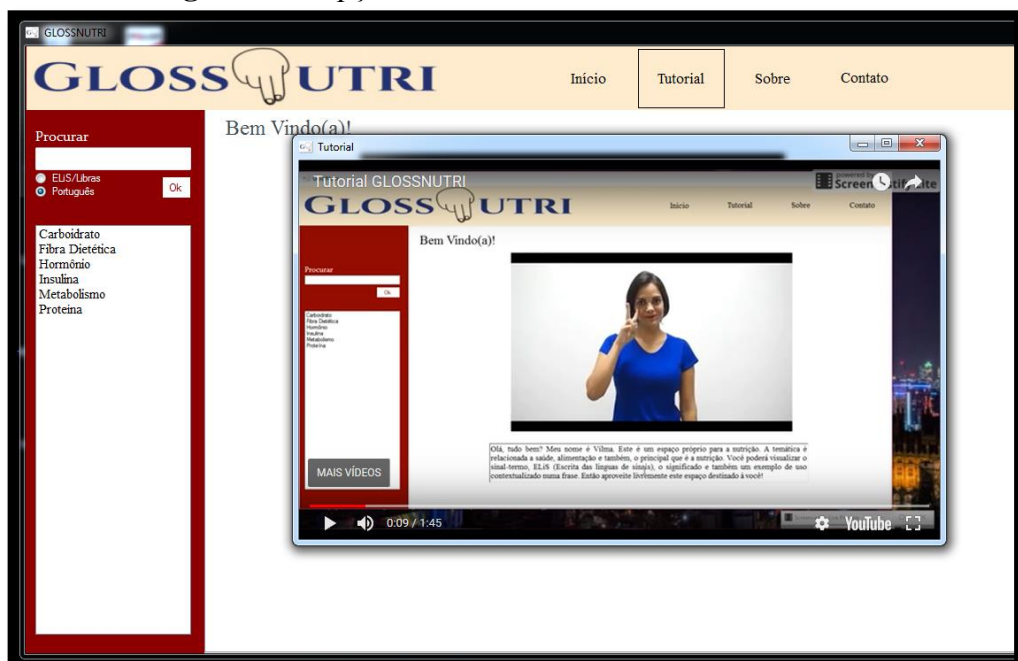 GLOSSNUTRI
GLOSS UTRI
Início Tutorial Sobre Contato
Procurar
ELiS/Libras
Português
Ok
Carboidrato
Fibra Dietética
Hormônio
Insulina
Metabolismo
Proteina
Bem Vindo(a)!
Tutorial
Tutorial GLOSSNUTRI
powered by
Screen
GLOSS UTRI
Início Tutorial Sobre Contato
Procurar
Ok
Carboidrato
Fibra Dietética
Hormônio
Insulina
Metabolismo
Proteína
Bem Vindo(a)!
Olá, tudo bem? Meu nome é Vilma. Este é um espaço próprio para a nutrição. A temática é
relacionada a saúde, alimentação e também, o principal que é a nutrição. Você poderá visualizar o
sinal-termo, ELiS (Escrita das línguas de sinais), o significado e também um exemplo de uso
contextualizado numa frase. Então aproveite livremente este espaço destinado à você!
MAIS VÍDEOS
0:09 / 1:45
YouTube